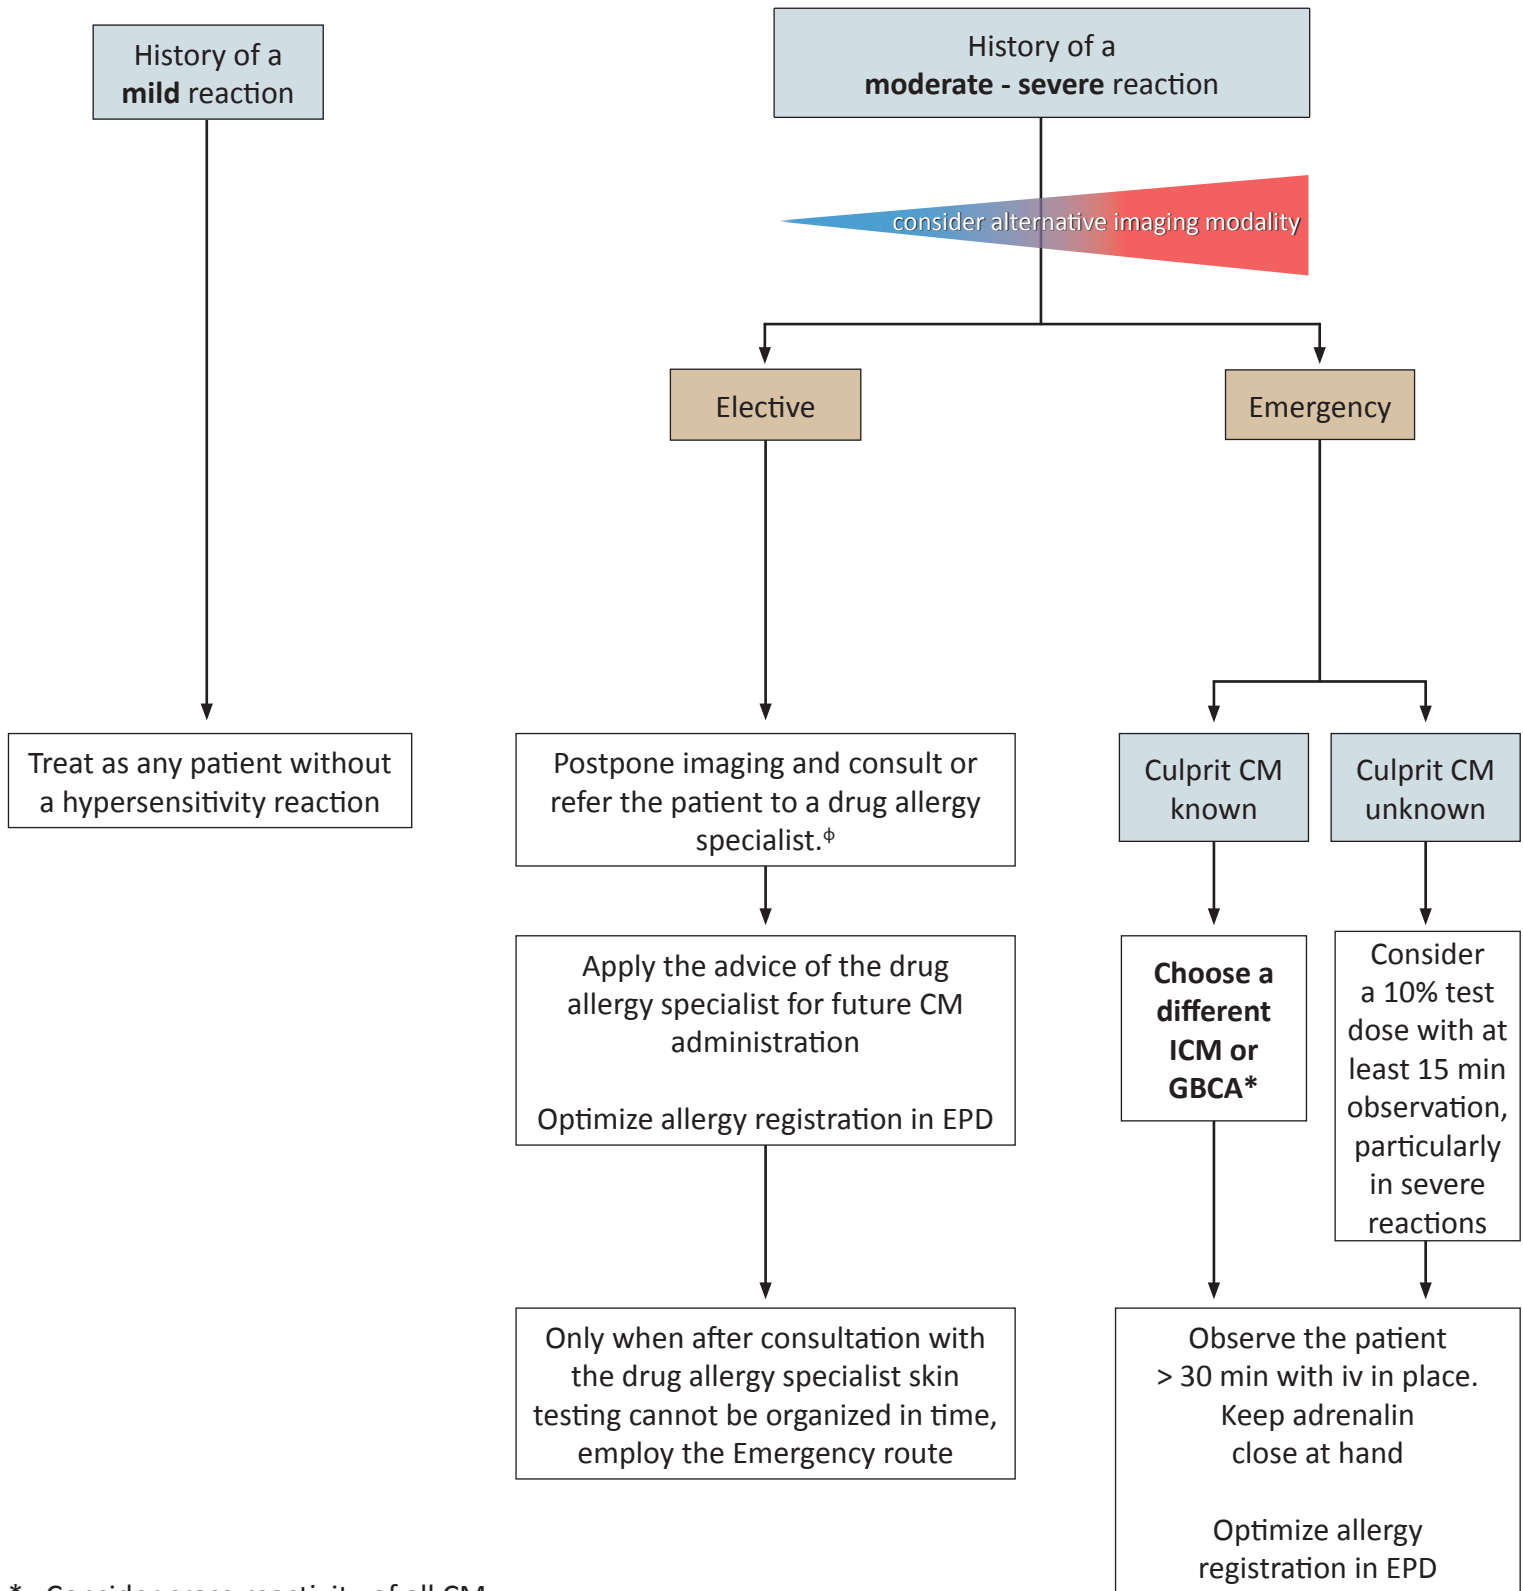 History of a
mild reaction
History of a
moderate - severe reaction
consider alternative imaging modality
Elective
Emergency
Treat as any patient without
a hypersensitivity reaction
Postpone imaging and consult or
refer the patient to a drug allergy
specialist.ᶲ
Culprit CM
known
Culprit CM
unknown
Apply the advice of the drug
allergy specialist for future CM
administration
Optimize allergy registration in EPD
Choose a
different
ICM or
GBCA*
Consider
a 10% test
dose with at
least 15 min
observation,
particularly
in severe
reactions
Only when after consultation with
the drug allergy specialist skin
testing cannot be organized in time,
employ the Emergency route
Observe the patient
> 30 min with iv in place.
Keep adrenalin
close at hand
Optimize allergy
registration in EPD